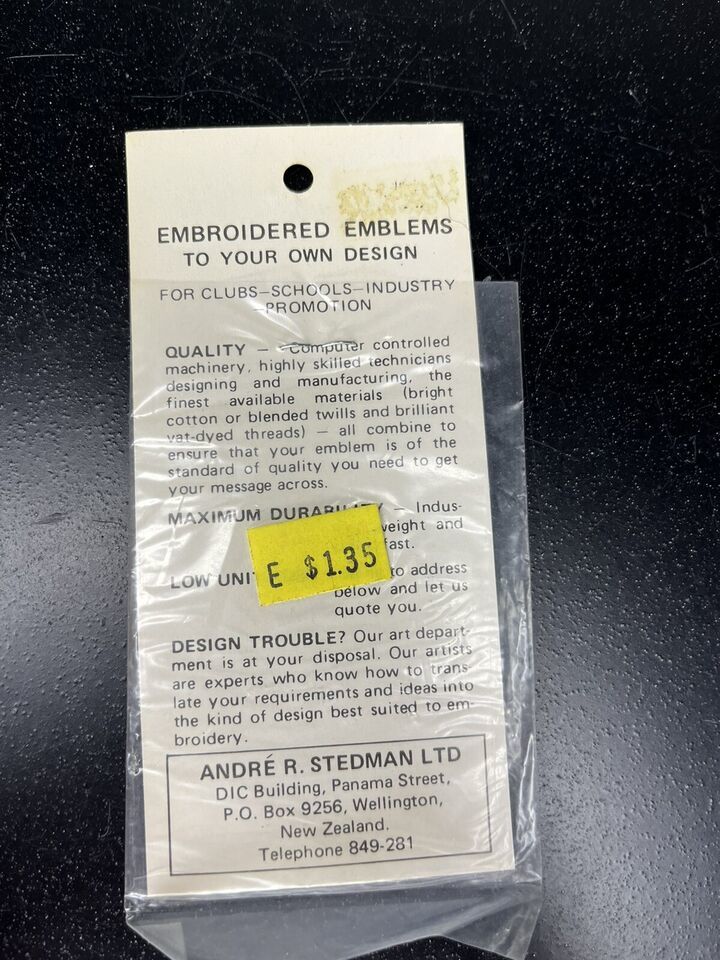 EMBROIDERED EMBLEMS
TO YOUR OWN DESIGN
FOR CLUBS—SCHOOLS—INDUSTRY
—PROMOTION
QUALITY — Computer controlled
machinery, highly skilled technicians
designing and manufacturing, the
finest available materials (bright
cotton or blended twills and brilliant
vat-dyed threads) — all combine to
ensure that your emblem is of the
standard of quality you need to get
your message across.
MAXIMUM DURABILITY — Indus-
weight and
fast.
E $1.35
LOW UNI to address
below and let us
quote you.
DESIGN TROUBLE? Our art depart-
ment is at your disposal. Our artists
are experts who know how to trans-
late your requirements and ideas into
the kind of design best suited to em-
broidery.
ANDRÉ R. STEDMAN LTD
DIC Building, Panama Street,
P.O. Box 9256, Wellington,
New Zealand.
Telephone 849-281